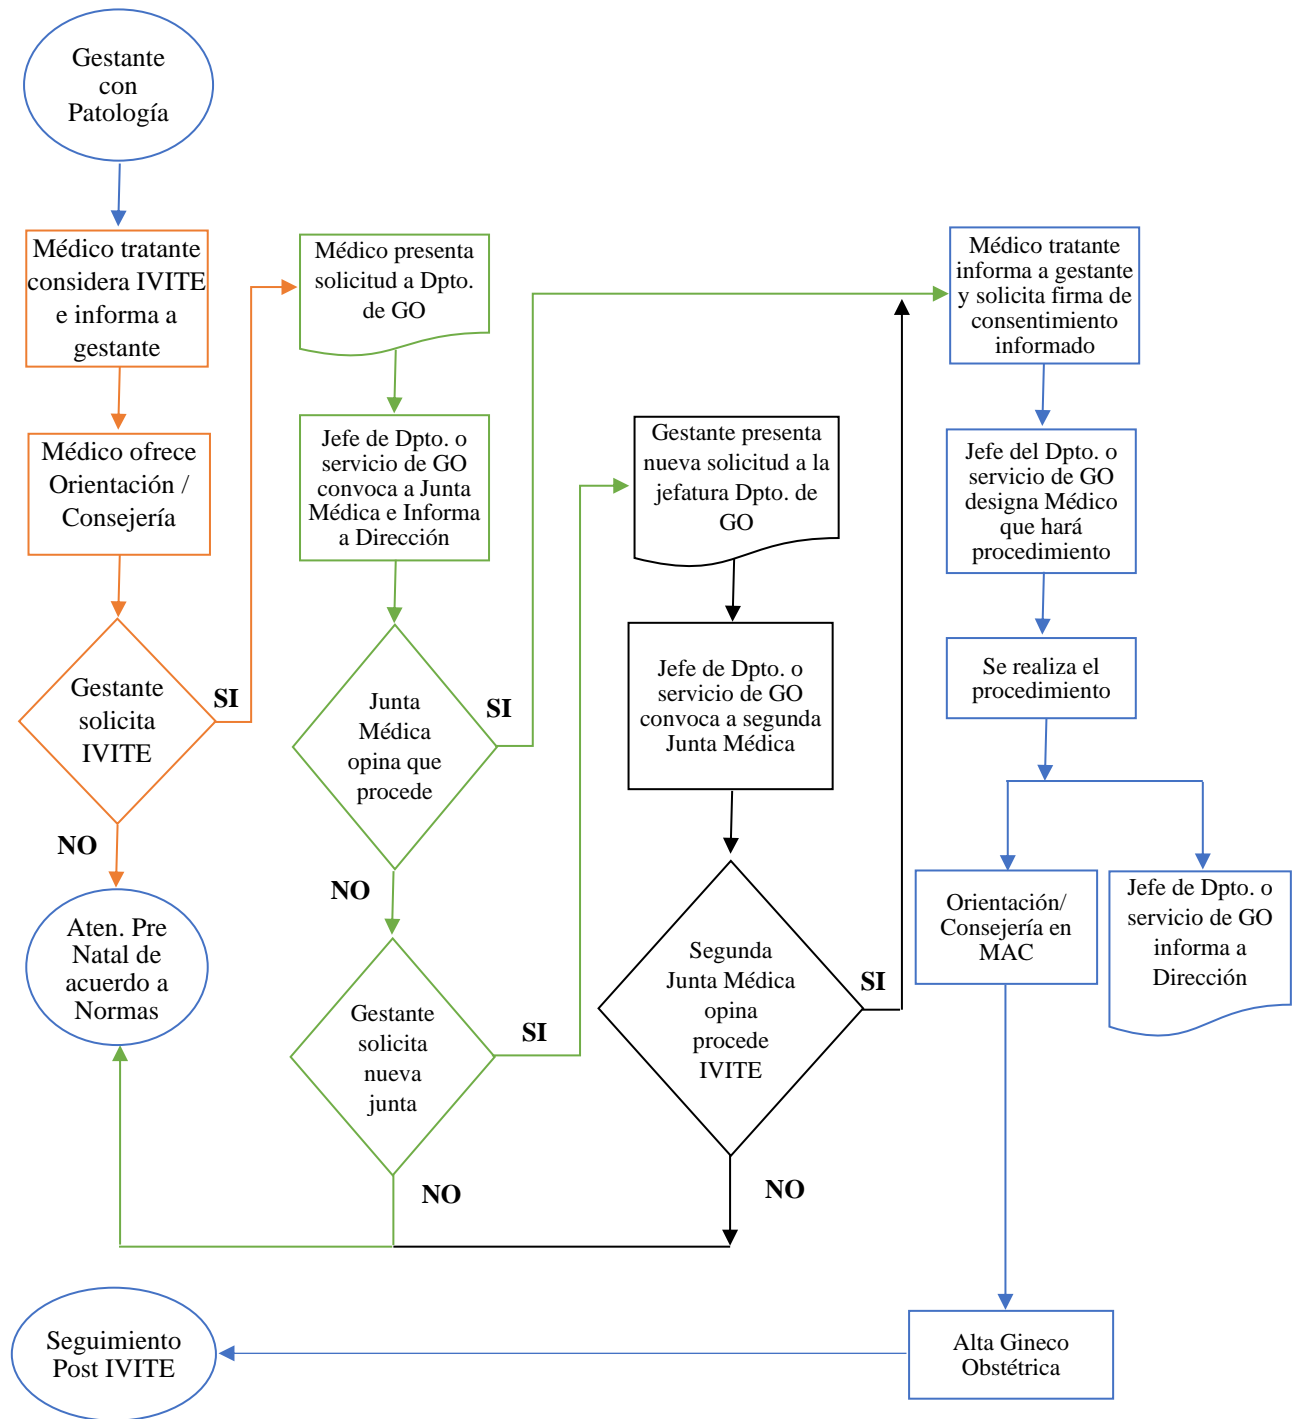 Gestante
con
Patología
Médico tratante
considera IVITE
e informa a
gestante
Médico ofrece
Orientación /
Consejería
Gestante
solicita
IVITE
SI
NO
Aten. Pre
Natal de
acuerdo a
Normas
Médico presenta
solicitud a Dpto.
de GO
Jefe de Dpto. o
servicio de GO
convoca a Junta
Médica e Informa
a Dirección
Junta
Médica
opina que
procede
SI
NO
Gestante
solicita
nueva
junta
SI
NO
Gestante presenta
nueva solicitud a la
jefatura Dpto. de
GO
Jefe de Dpto. o
servicio de GO
convoca a segunda
Junta Médica
Segunda
Junta Médica
opina
procede
IVITE
SI
NO
Médico tratante
informa a gestante
y solicita firma de
consentimiento
informado
Jefe del Dpto. o
servicio de GO
designa Médico
que hará
procedimiento
Se realiza el
procedimiento
Orientación/
Consejería en
MAC
Jefe de Dpto. o
servicio de GO
informa a
Dirección
Alta Gineco
Obstétrica
Seguimiento
Post IVITE